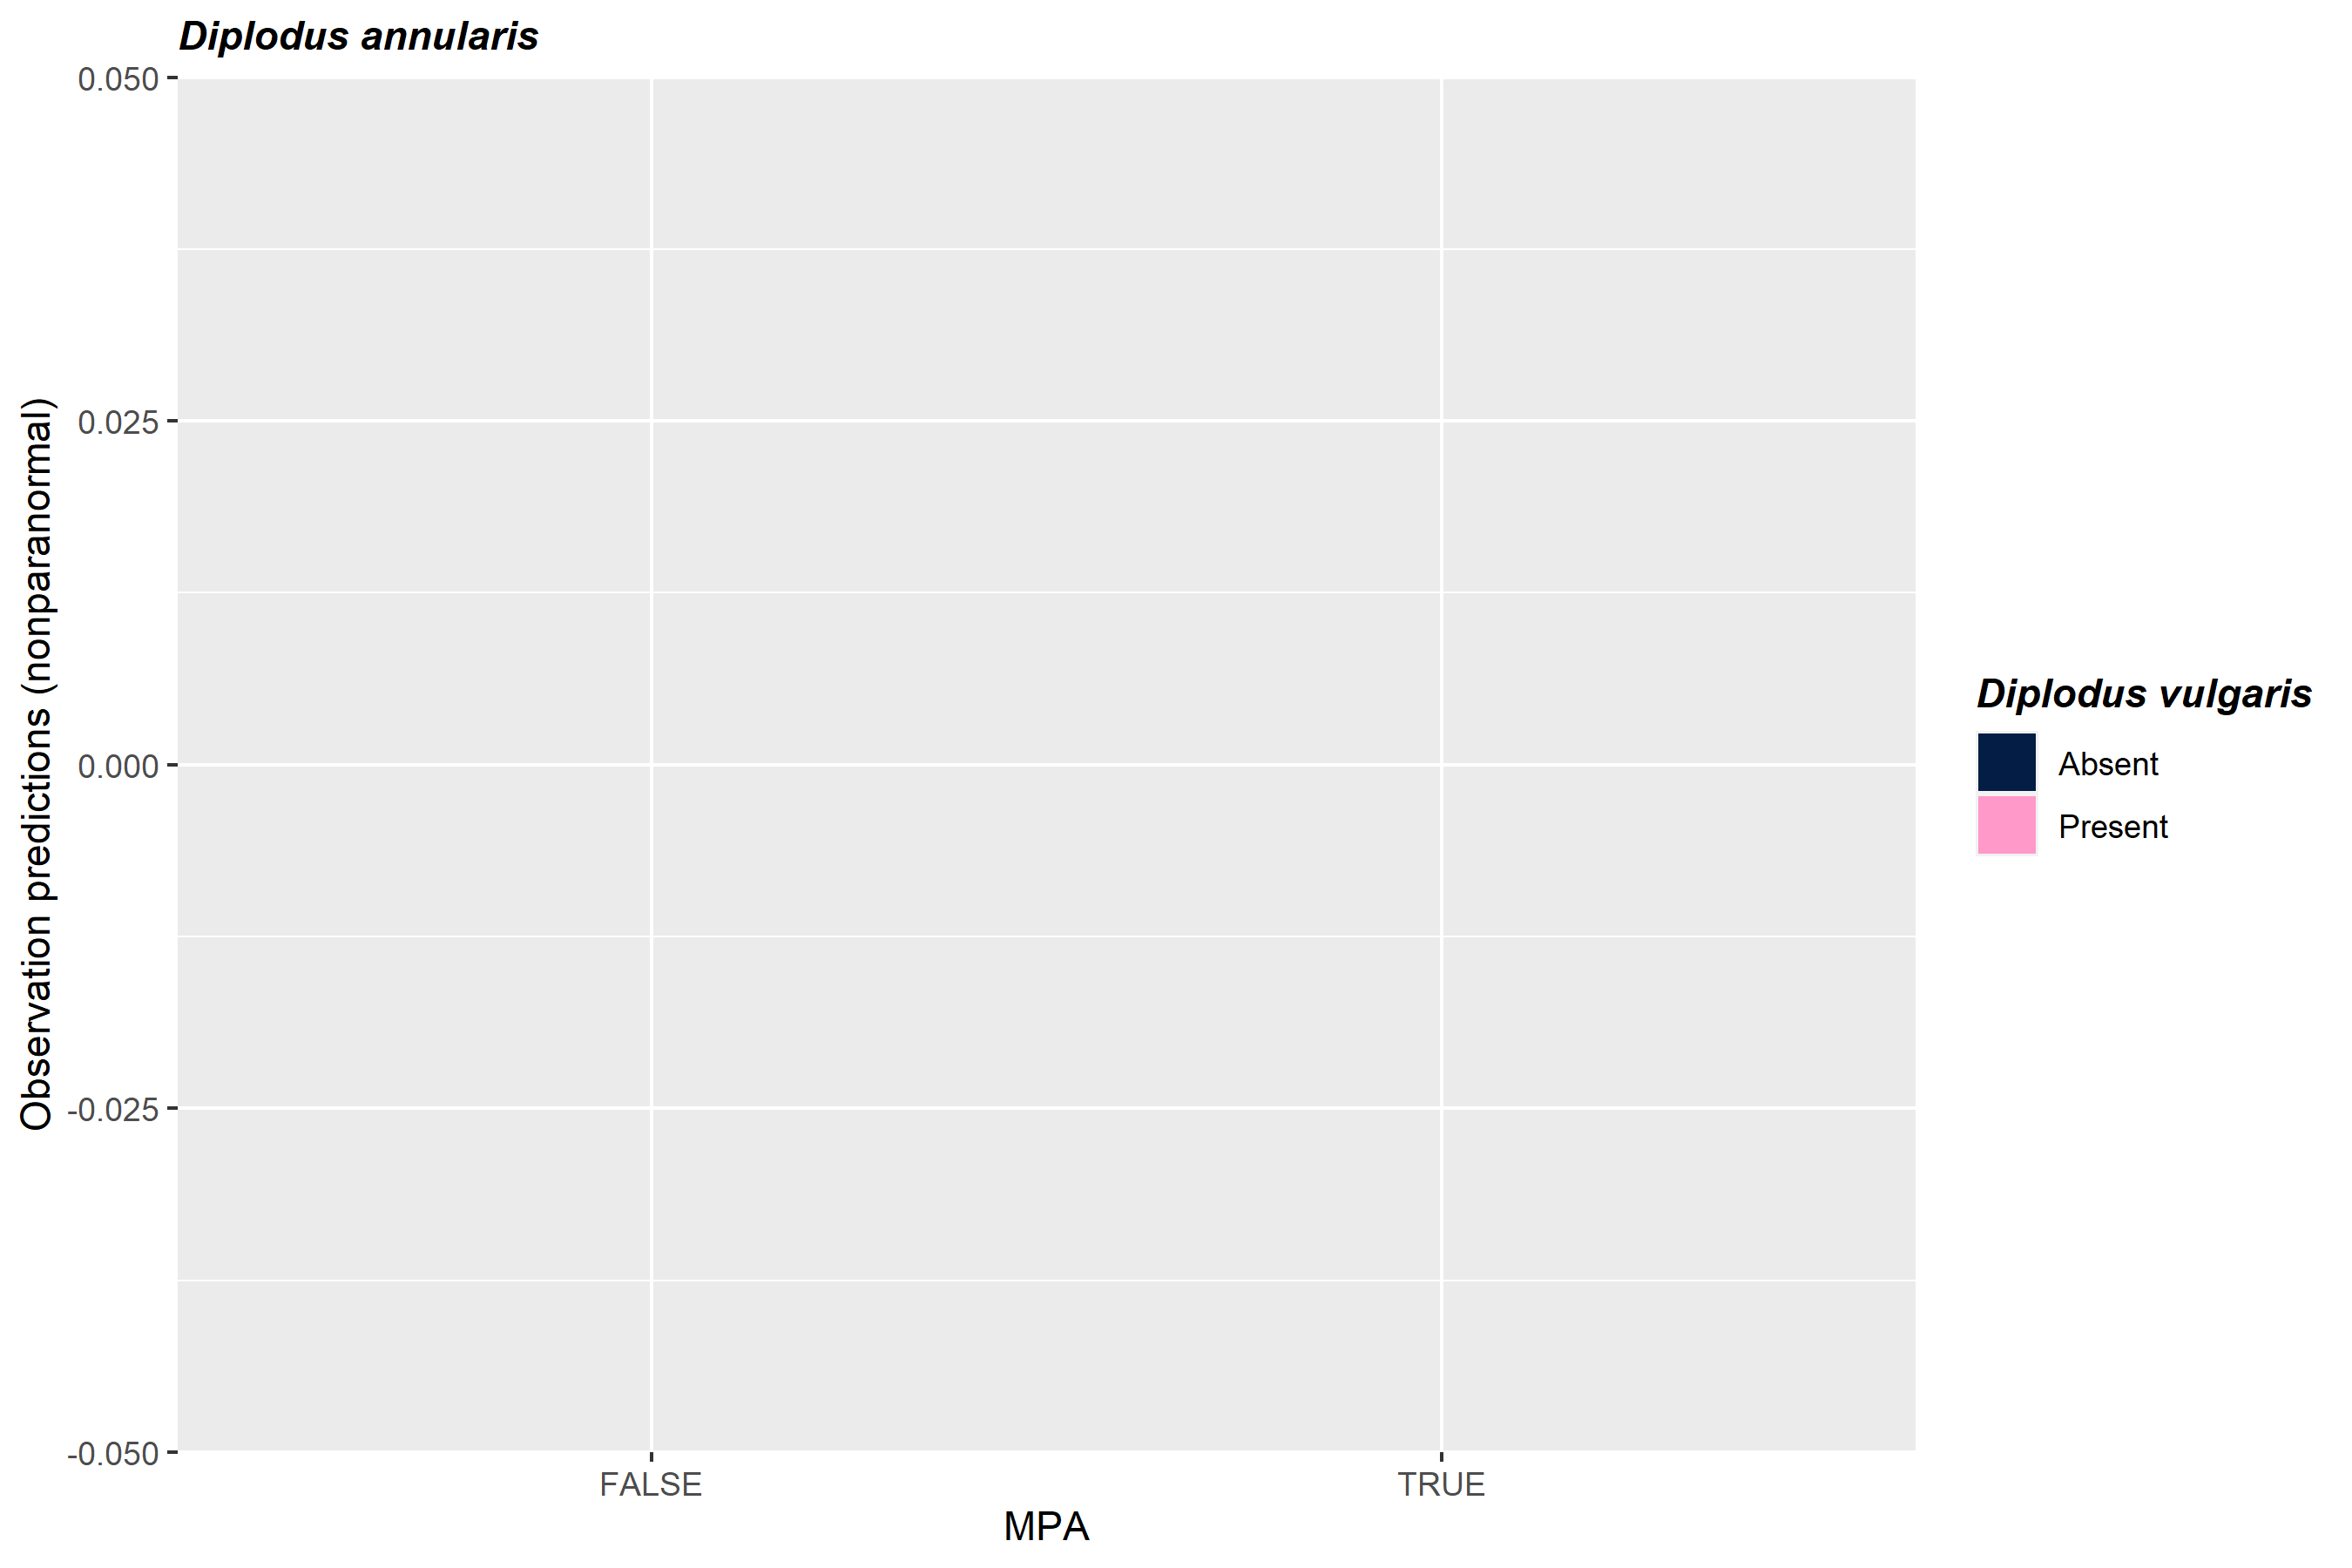 Diplodus annularis
0.050
0.025
0.000
-0.025
-0.050
Observation predictions (nonparanormal)
FALSE
TRUE
MPA
Diplodus vulgaris
Absent
Present